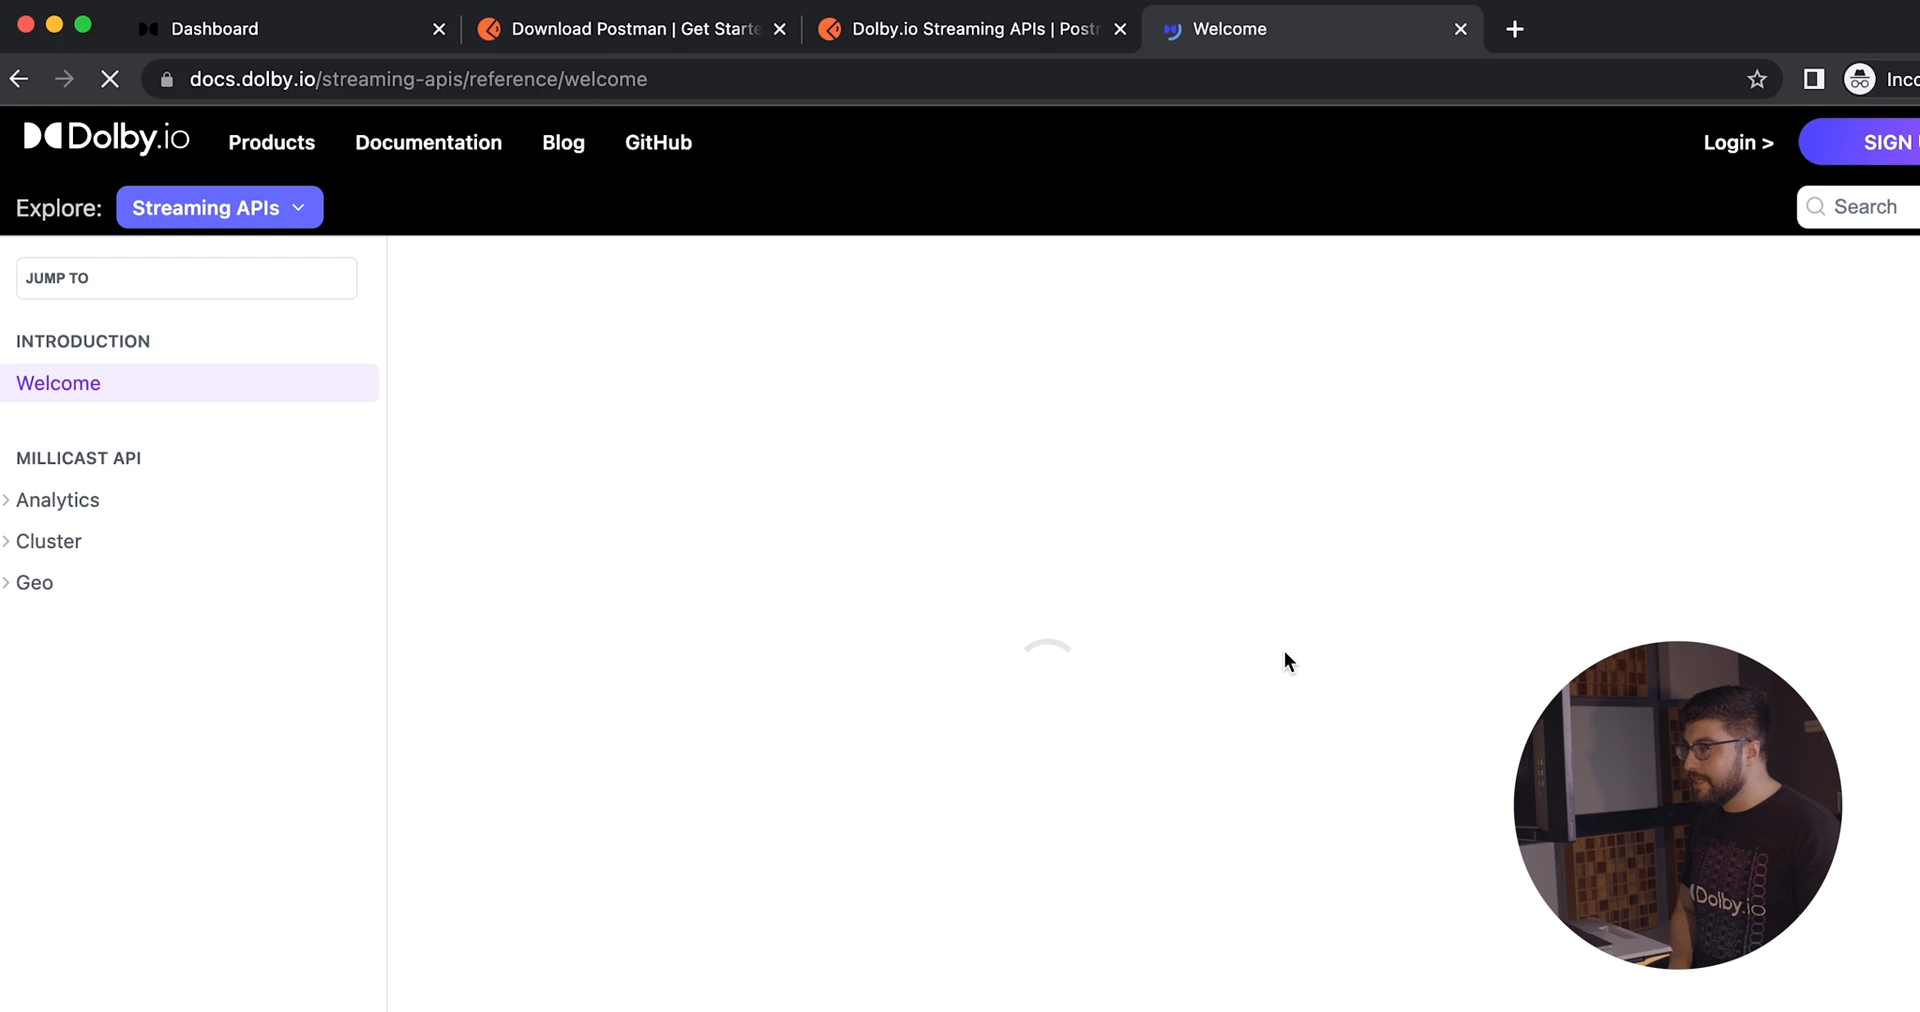 Dashboard
Download Postman | Get Starte
Dolby.io Streaming APIs | Post
Welcome
docs.dolby.io/streaming-apis/reference/welcome
Inco
Dolby.io
Products
Documentation
Blog
GitHub
Login >
SIGN U
Explore:
Streaming APIs
Search
JUMP TO
INTRODUCTION
Welcome
MILLICAST API
Analytics
Cluster
Geo
Dolby.io